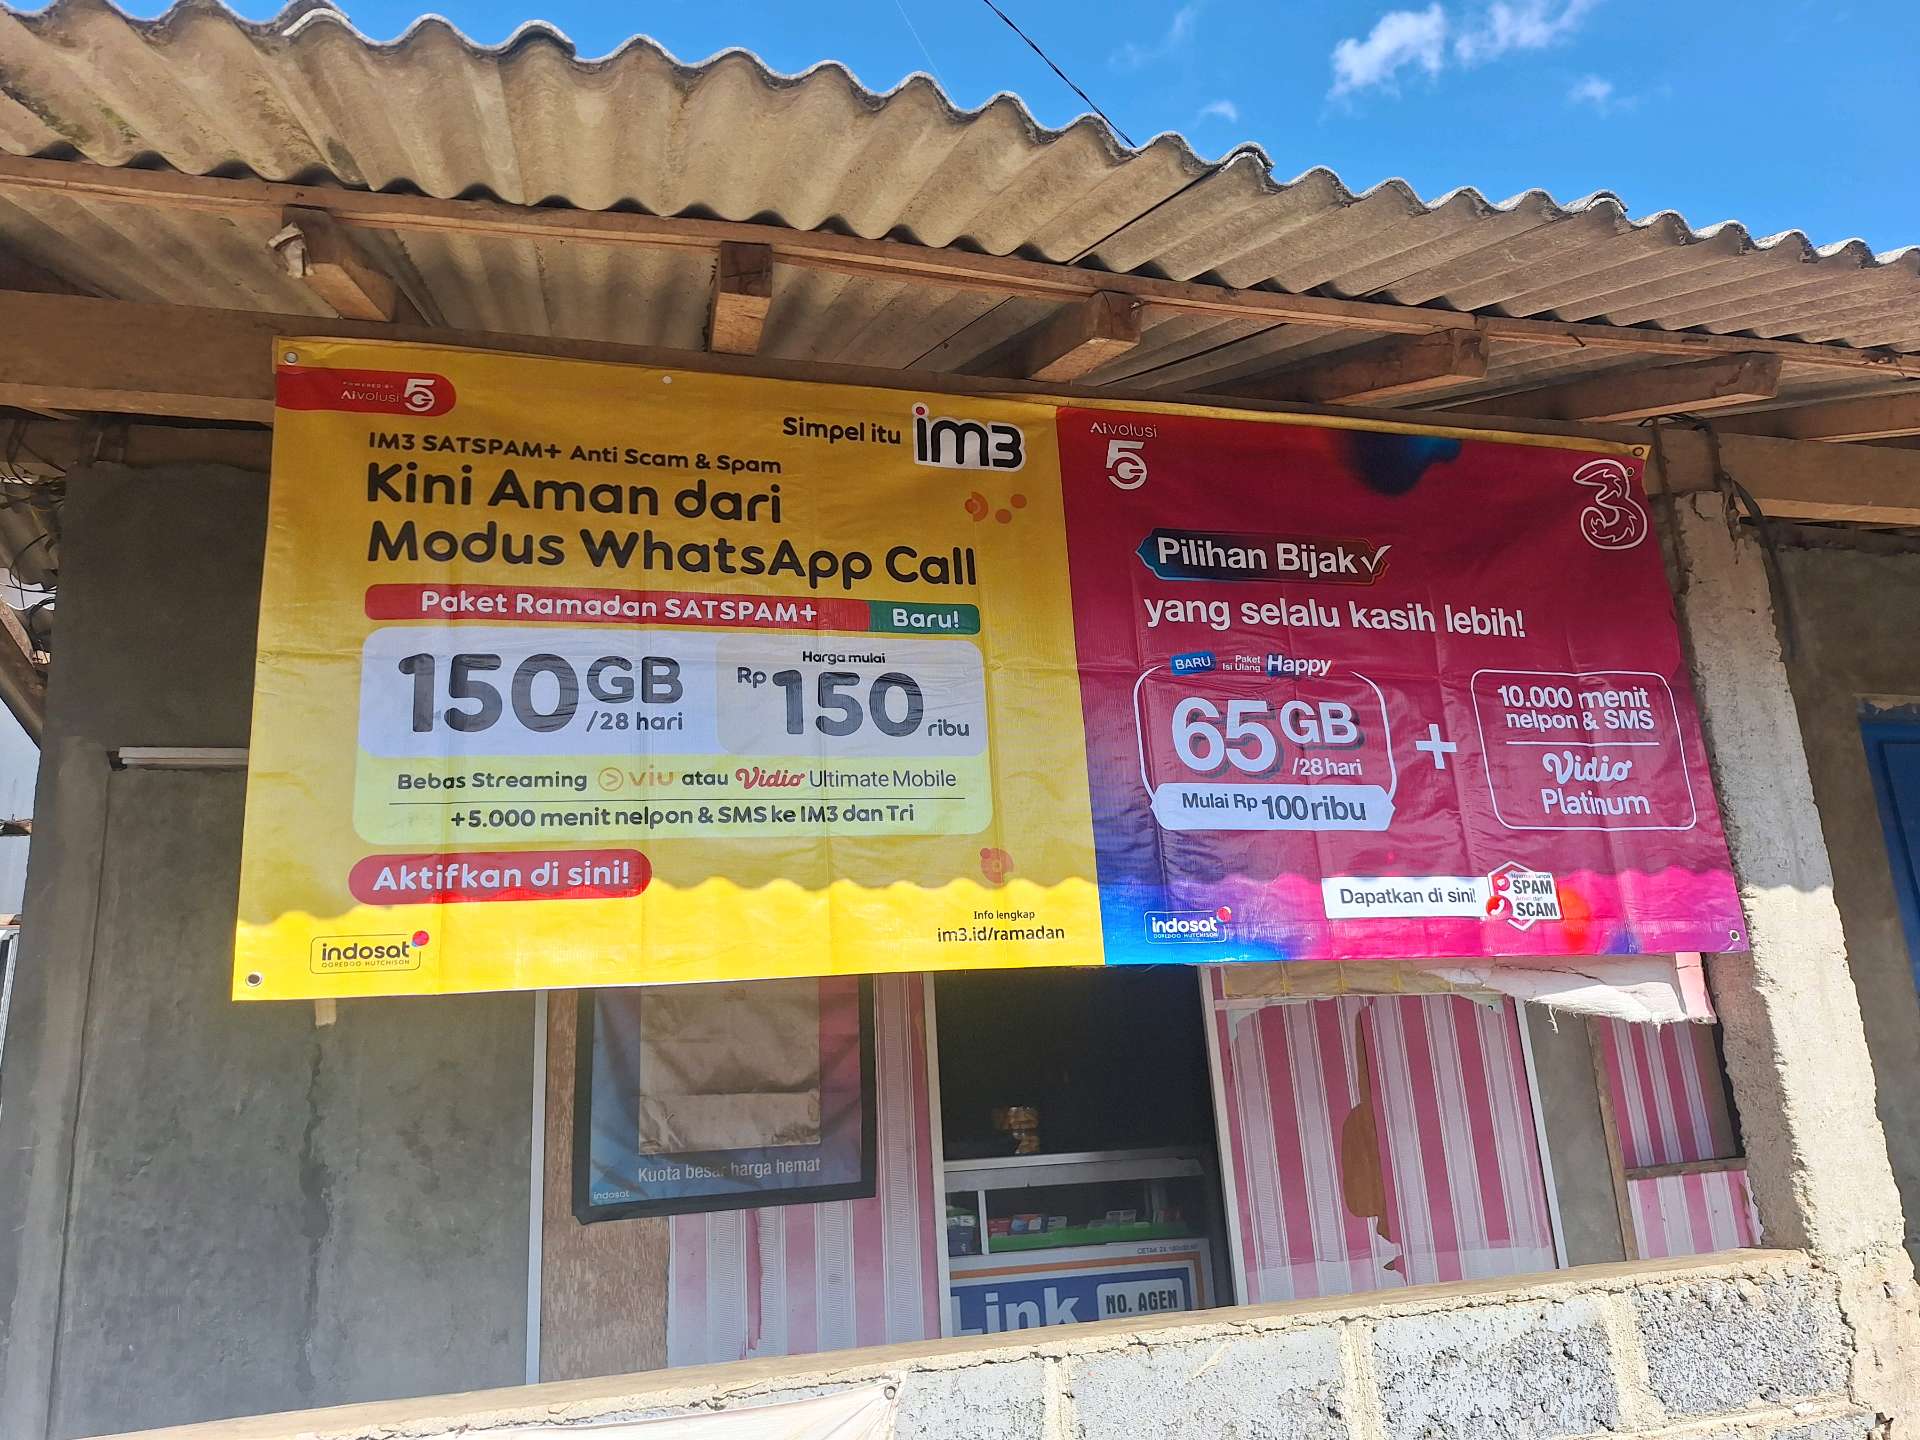 POWERED BY
AIvolusi 5G
Simpel itu im3
IM3 SATSPAM+ Anti Scam & Spam
Kini Aman dari
Modus WhatsApp Call
Paket Ramadan SATSPAM+ Baru!
150GB
/28 hari
Harga mulai
Rp 150 ribu
Bebas Streaming viu atau Vidio Ultimate Mobile
+5.000 menit nelpon & SMS ke IM3 dan Tri
Aktifkan di sini!
indosat
OOREDOO HUTCHISON
Info lengkap
im3.id/ramadan
AIvolusi
5G
3
Pilihan Bijak
yang selalu kasih lebih!
BARU Paket Isi Ulang Happy
65GB
/28 hari
Mulai Rp 100 ribu
+
10.000 menit
nelpon & SMS
Vidio
Platinum
Dapatkan di sini!
SPAM
SCAM
indosat
OOREDOO HUTCHISON
Kuota besar harga hemat
indosat
Link
NO. AGEN